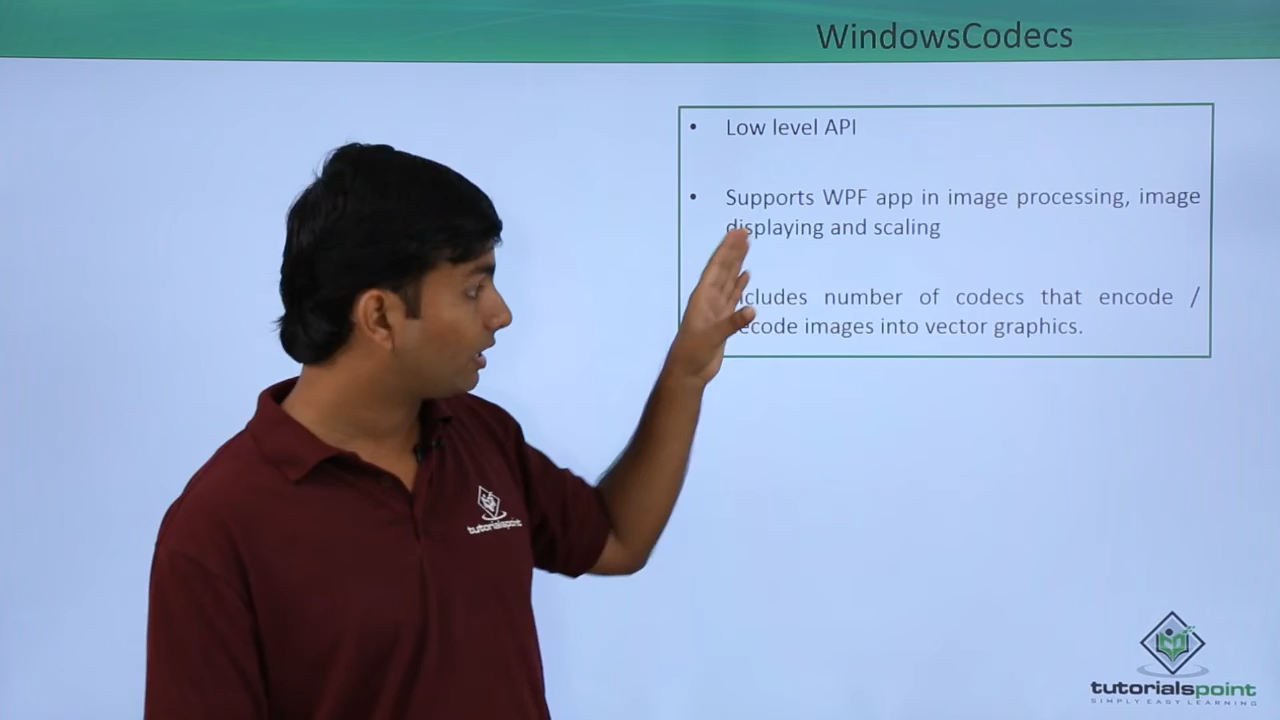 WindowsCodecs
• Low level API
• Supports WPF app in image processing, image
displaying and scaling
number of codecs that encode /
images into vector graphics.
tutorialspoint
tutorialspoint
SIMPLY EASY LEARNING